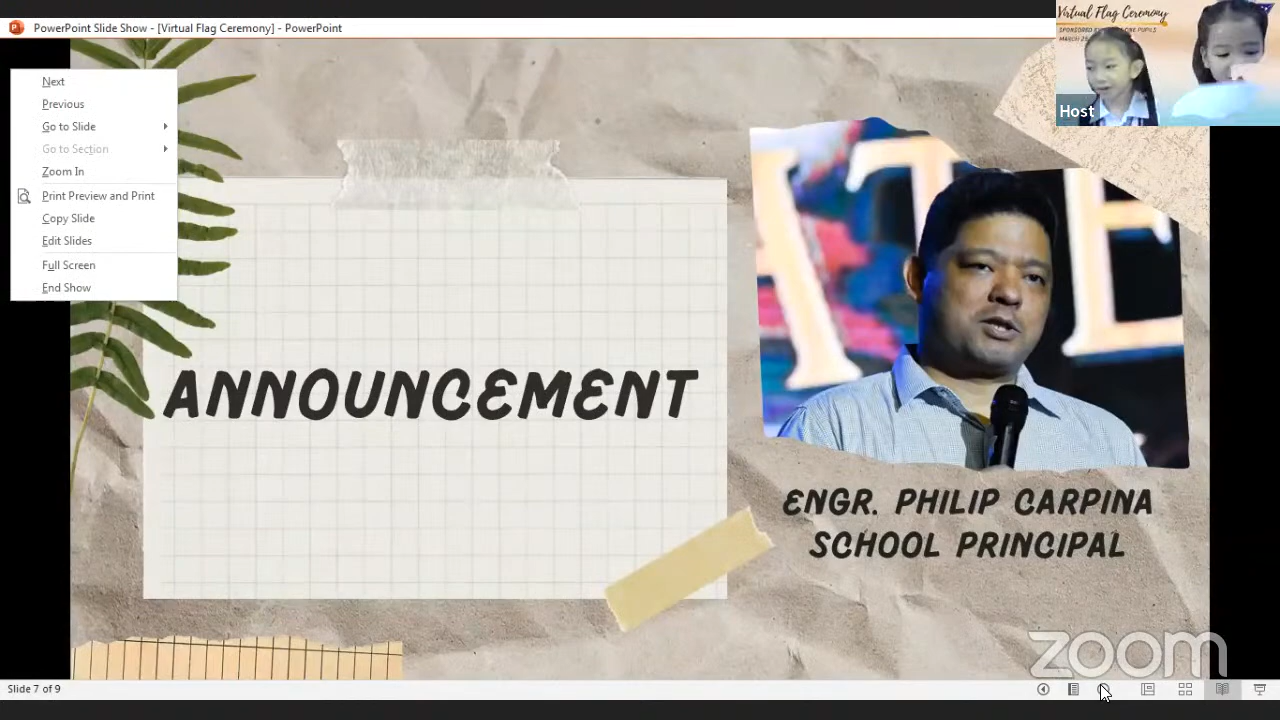 PowerPoint Slide Show - [Virtual Flag Ceremony] - PowerPoint
Virtual Flag Ceremony
Host
Next
Previous
Go to Slide
Go to Section
Zoom In
Print Preview and Print
Copy Slide
Edit Slides
Full Screen
End Show
ANNOUNCEMENT
ENGR. PHILIP CARPINA
SCHOOL PRINCIPAL
zoom
Slide 7 of 9